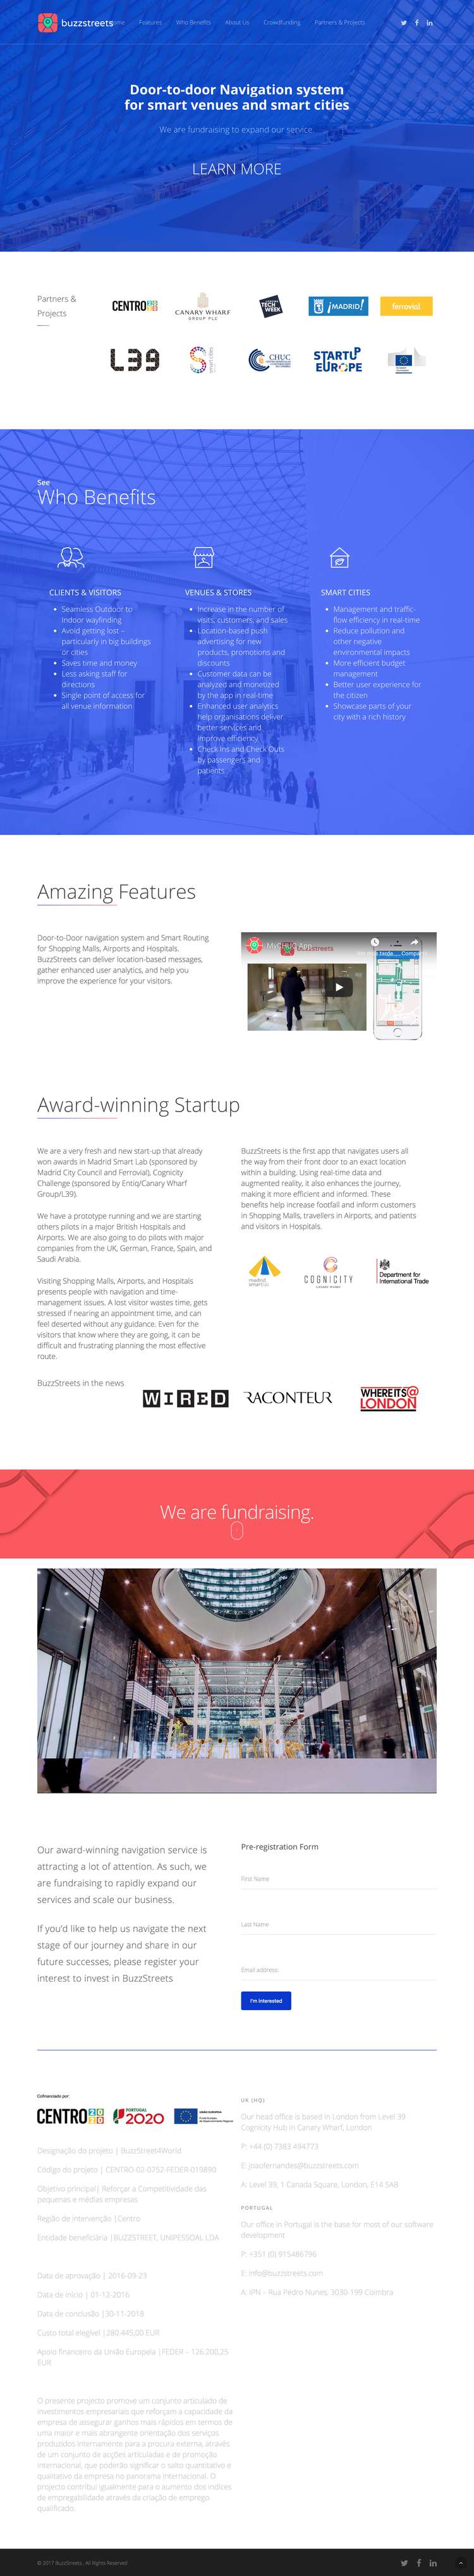 buzzstreets
Features
Who Benefits
About Us
Crowdfunding
Partners & Projects
Door-to-door Navigation system
for smart venues and smart cities
We are fundraising to expand our service
LEARN MORE
Partners &
Projects
CENTRO 2020
CANARY WHARF
GROUP PLC
TECH
WEEK
¡MADRID!
ferrovial
L39
CHUC
STARTUP
EUROPE
See
Who Benefits
CLIENTS & VISITORS
Seamless Outdoor to
Indoor wayfinding
Avoid getting lost –
particularly in big buildings
or cities
Saves time and money
Less asking staff for
directions
Single point of access for
all venue information
VENUES & STORES
Increase in the number of
visits, customers, and sales
Location-based push
advertising for new
products, promotions and
discounts
Customer data can be
analyzed and monetized
by the app in real-time
Enhanced user analytics
help organisations deliver
better services and
improve efficiency
Check Ins and Check Outs
by passengers and
patients
SMART CITIES
Management and traffic-
flow efficiency in real-time
Reduce pollution and
other negative
environmental impacts
More efficient budget
management
Better user experience for
the citizen
Showcase parts of your
city with a rich history
Amazing Features
Door-to-Door navigation system and Smart Routing
for Shopping Malls, Airports and Hospitals.
BuzzStreets can deliver location-based messages,
gather enhanced user analytics, and help you
improve the experience for your visitors.
buzzstreets
Award-winning Startup
We are a very fresh and new start-up that already
won awards in Madrid Smart Lab (sponsored by
Madrid City Council and Ferrovial), Cognicity
Challenge (sponsored by Entiq/Canary Wharf
Group/L39).
We have a prototype running and we are starting
others pilots in a major British Hospitals and
Airports. We are also going to do pilots with major
companies from the UK, German, France, Spain, and
Saudi Arabia.
Visiting Shopping Malls, Airports, and Hospitals
presents people with navigation and time-
management issues. A lost visitor wastes time, gets
stressed if nearing an appointment time, and can
feel deserted without any guidance. Even for the
visitors that know where they are going, it can be
difficult and frustrating planning the most effective
route.
BuzzStreets is the first app that navigates users all
the way from their front door to an exact location
within a building. Using real-time data and
augmented reality, it also enhances the journey,
making it more efficient and informed. These
benefits help increase footfall and inform customers
in Shopping Malls, travellers in Airports, and patients
and visitors in Hospitals.
madrid
smartlab
COGNICITY
Department for
International Trade
BuzzStreets in the news
WIRED
RACONTEUR
WHEREITS@
LONDON
We are fundraising.
Our award-winning navigation service is
attracting a lot of attention. As such, we
are fundraising to rapidly expand our
services and scale our business.
If you'd like to help us navigate the next
stage of our journey and share in our
future successes, please register your
interest to invest in BuzzStreets
Pre-registration Form
First Name
Last Name
Email address:
I'm Interested
Cofinanciado por:
CENTRO 2020
PORTUGAL
2020
UNIÃO EUROPEIA
Designação do projeto | BuzzStreet4World
Código do projeto | CENTRO-02-0752-FEDER-019890
Objetivo principal| Reforçar a Competitividade das
pequenas e médias empresas
Região de intervenção |Centro
Entidade beneficiária |BUZZSTREET, UNIPESSOAL LDA
Data de aprovação | 2016-09-23
Data de inicio | 01-12-2016
Data de conclusão |30-11-2018
Custo total elegível |280.445,00 EUR
Apoio financeiro da União Europeia |FEDER – 126.200,25
EUR
O presente projecto promove um conjunto articulado de
investimentos empresariais que reforçam a capacidade da
empresa de assegurar ganhos mais rápidos em termos de
uma maior e mais abrangente orientação dos serviços
produzidos internamente para a procura externa, através
de um conjunto de acções articuladas e de promoção
internacional, que poderão significar o salto quantitativo e
qualitativo da empresa no panorama internacional. O
projecto contribui igualmente para o aumento dos índices
de empregabilidade através da criação de emprego
qualificado.
UK (HQ)
Our head office is based in London from Level 39
Cognicity Hub in Canary Wharf, London
P: +44 (0) 7383 494773
E: joaofernandes@buzzstreets.com
A: Level 39, 1 Canada Square, London, E14 5AB
PORTUGAL
Our office in Portugal is the base for most of our software
development
P: +351 (0) 915486796
E: info@buzzstreets.com
A: IPN – Rua Pedro Nunes, 3030-199 Coimbra
© 2017 BuzzStreets. All Rights Reserved